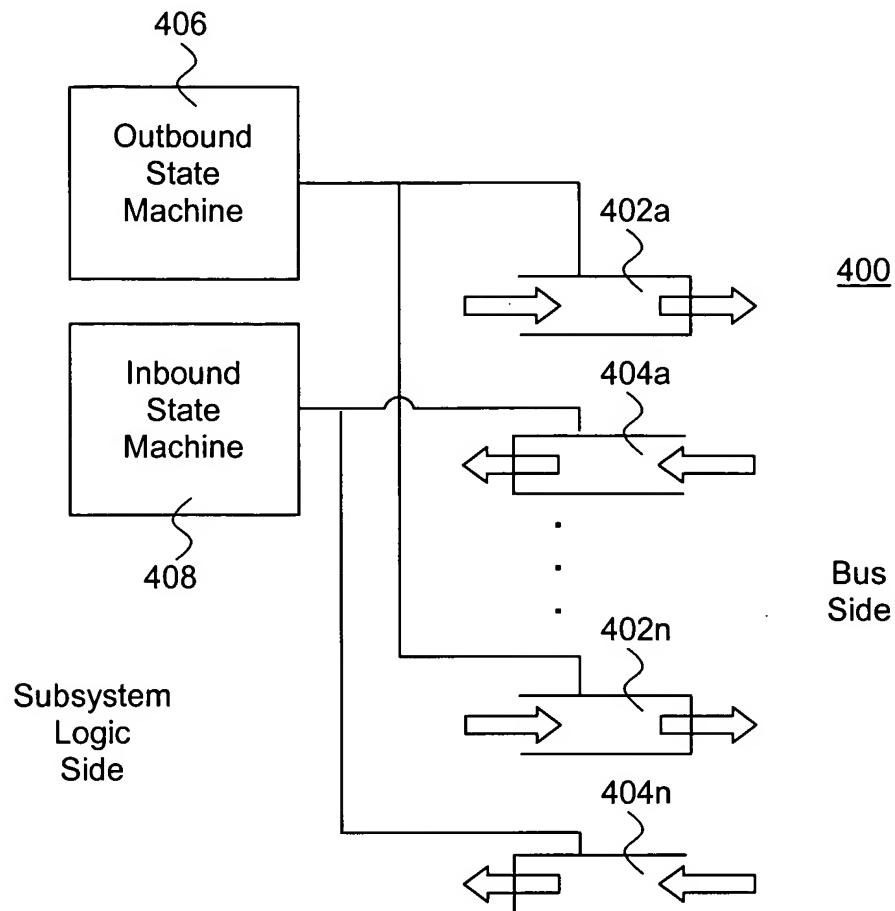 406
Outbound
State
Machine
402a
400
Inbound
State
Machine
404a
408
Bus
Side
402n
Subsystem
Logic
Side
404n